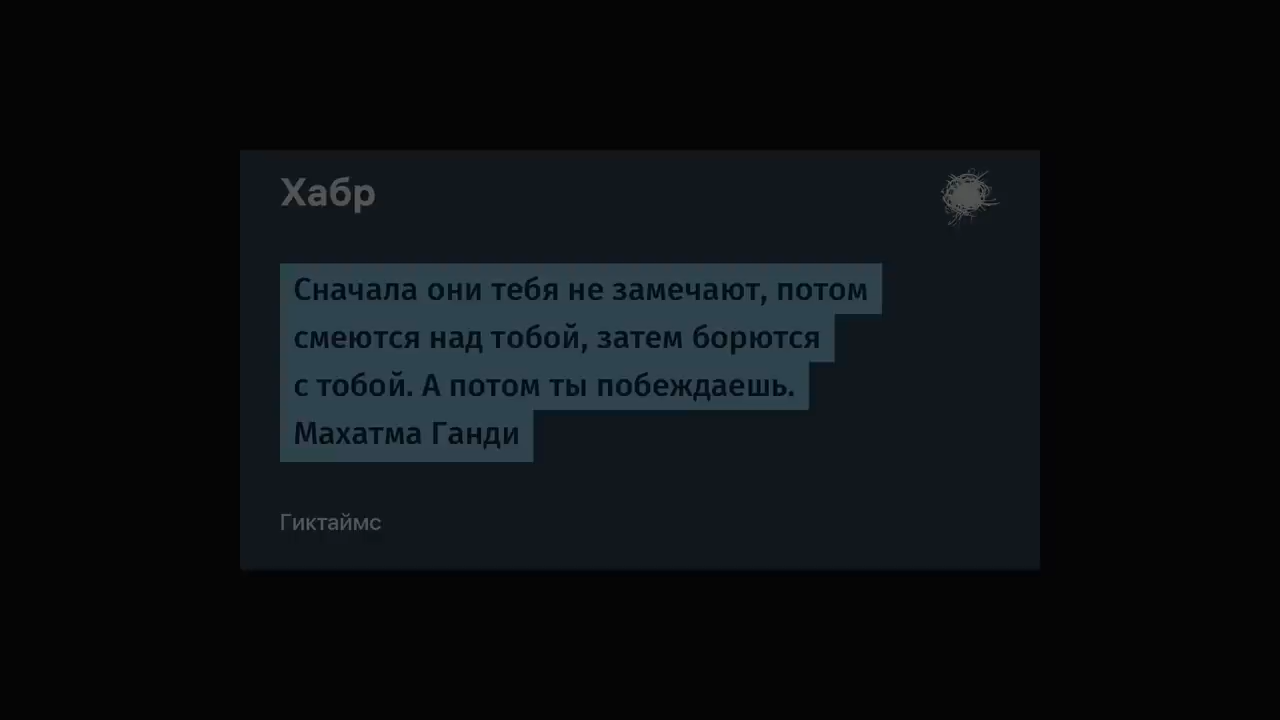 Хабр
Сначала они тебя не замечают, потом
смеются над тобой, затем борются
с тобой. А потом ты побеждаешь.
Махатма Ганди
Гиктаймс